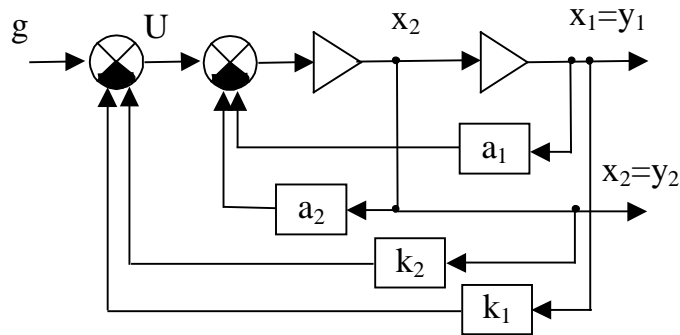 g
U
x₂
x₁=y₁
a₁
x₂=y₂
a₂
k₂
k₁